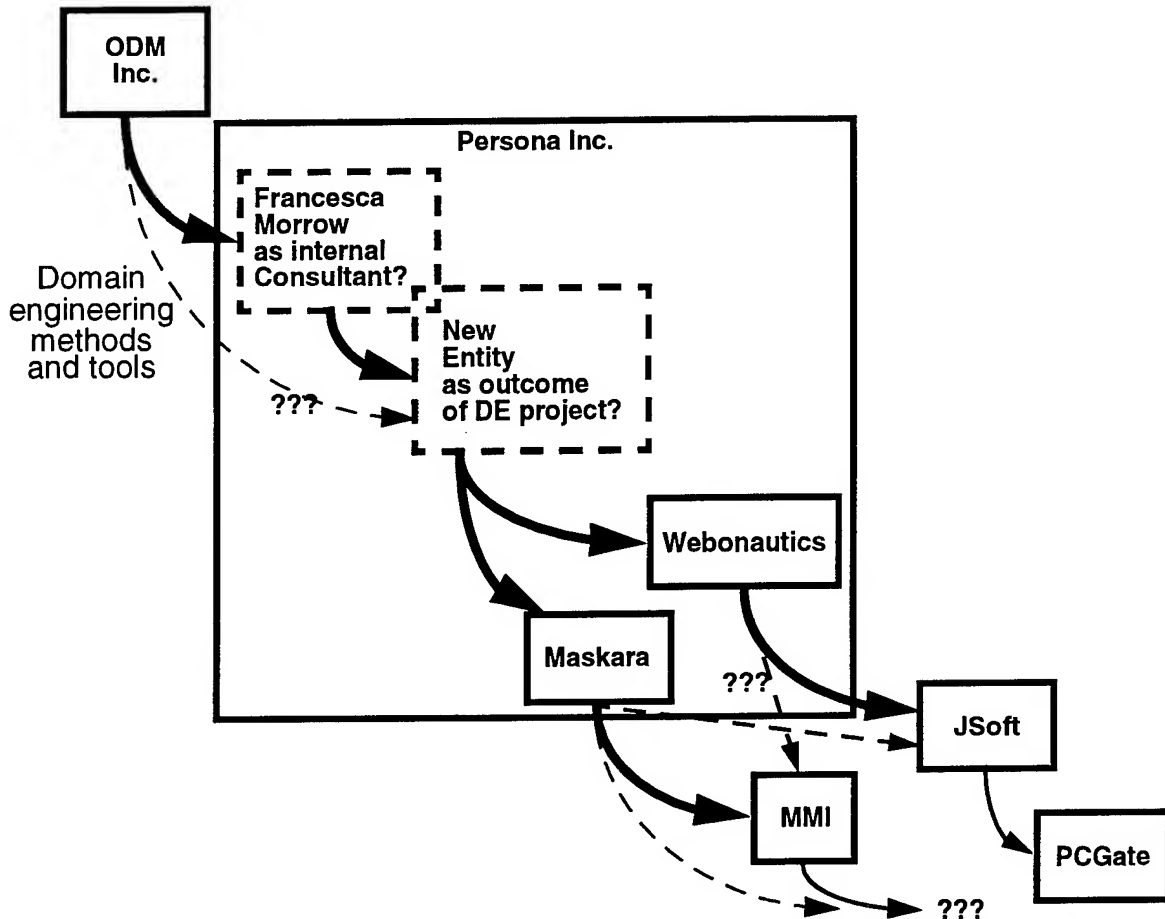 ODM
Inc.
Persona Inc.
Francesca
Morrow
as internal
Consultant?
Domain
engineering
methods
and tools
New
Entity
as outcome
of DE project?
???
Webonautics
Maskara
???
JSoft
MMI
PCGate
???